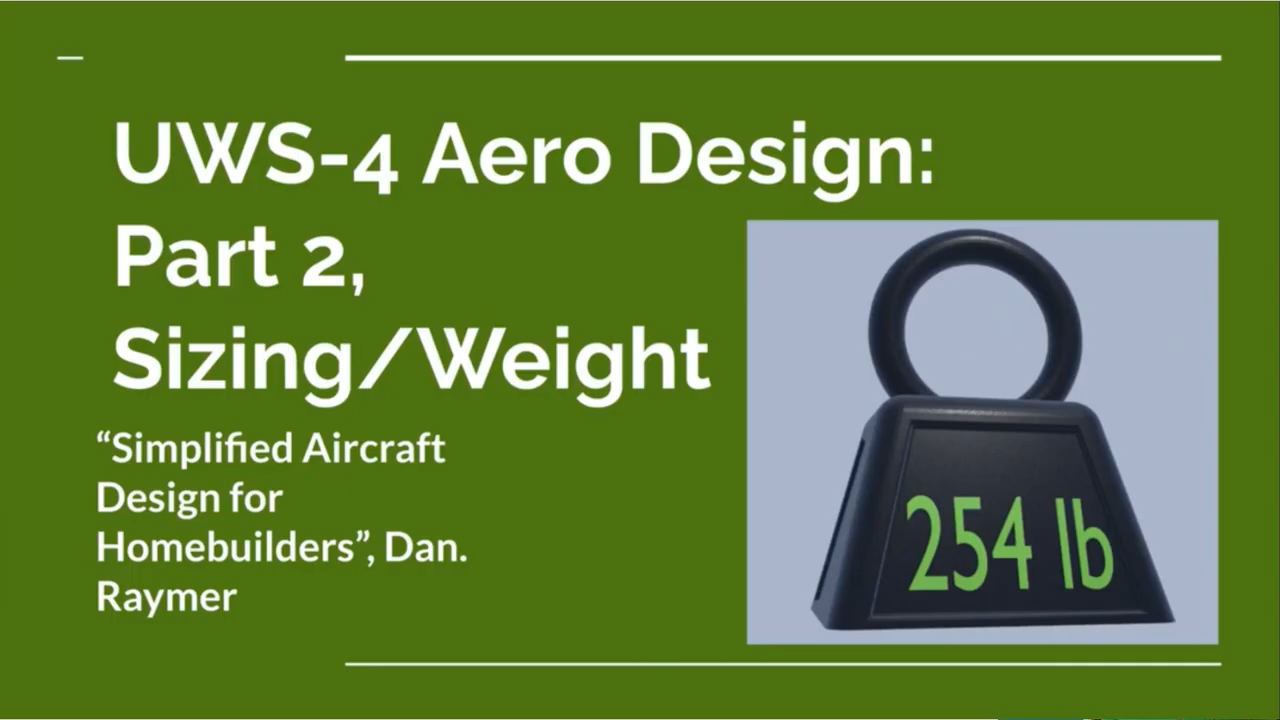 UWS-4 Aero Design:
Part 2,
Sizing/Weight
“Simplified Aircraft
Design for
Homebuilders”, Dan.
Raymer
254 lb